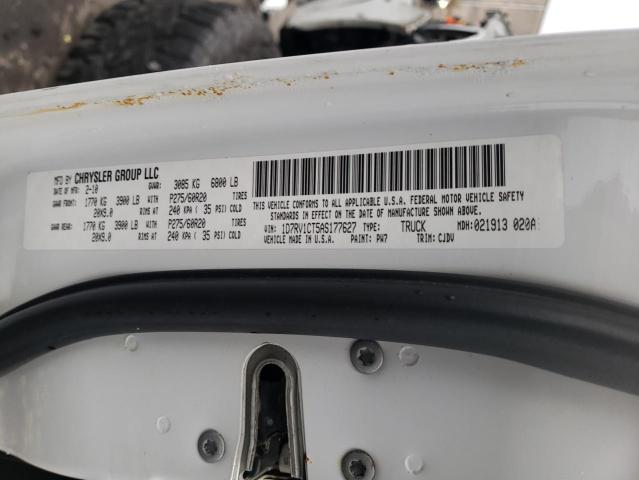 MFD BY CHRYSLER GROUP LLC
DATE OF MFR: 2-10 GVWR: 3085 KG 6800 LB
GAWR FRONT: 1770 KG 3900 LB WITH P275/60R20 TIRES
20X9.0 RIMS AT 240 KPA ( 35 PSI) COLD
GAWR REAR: 1770 KG 3900 LB WITH P275/60R20 TIRES
20X9.0 RIMS AT 240 KPA ( 35 PSI) COLD
THIS VEHICLE CONFORMS TO ALL APPLICABLE U.S.A. FEDERAL MOTOR VEHICLE SAFETY
STANDARDS IN EFFECT ON THE DATE OF MANUFACTURE SHOWN ABOVE.
VIN: 1D7RV1CT5AS177627 TYPE: TRUCK MDH:021913 020A
VEHICLE MADE IN U.S.A. PAINT: PW7 TRIM: CJDV